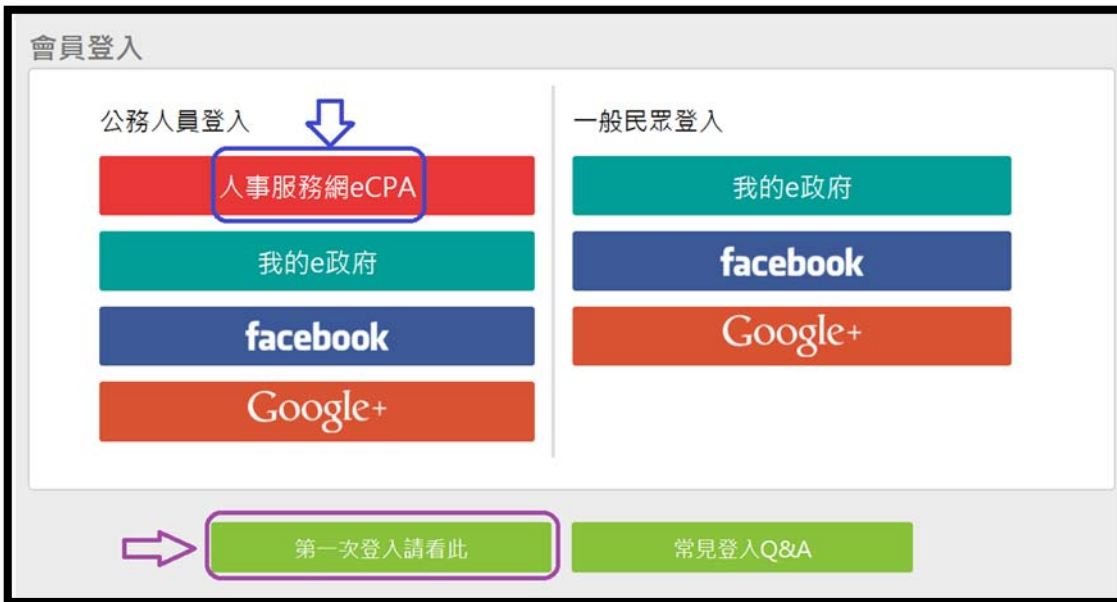 會員登入
公務人員登入
人事服務網eCPA
我的e政府
facebook
Google+
一般民眾登入
我的e政府
facebook
Google+
第一次登入請看此
常見登入Q&A